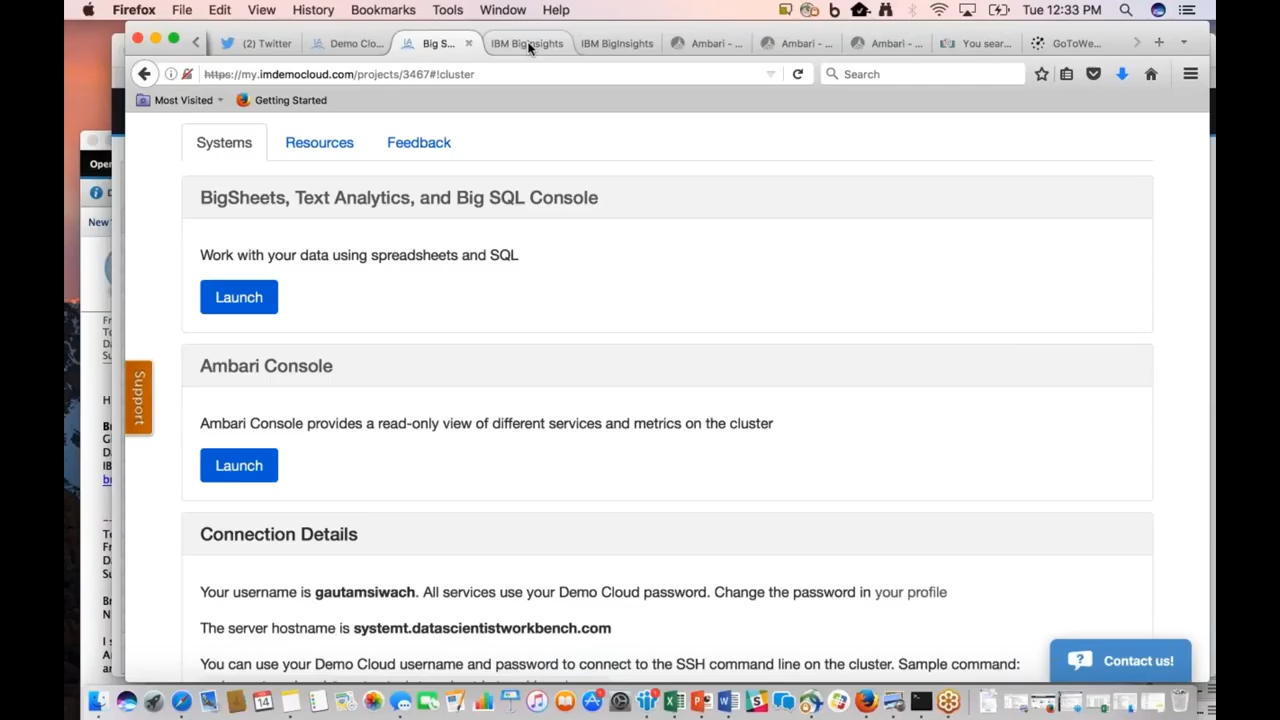 Firefox File Edit View History Bookmarks Tools Window Help Tue 12:33 PM
(2) Twitter Demo Clo... Big S... IBM BigInsights IBM BigInsights Ambari - ... Ambari - ... Ambari - ... You sear... GoToWe...
https://my.imdemocloud.com/projects/3467#!cluster Search
Most Visited Getting Started
Systems Resources Feedback
Open
BigSheets, Text Analytics, and Big SQL Console
New
Work with your data using spreadsheets and SQL
Launch
Ambari Console
Support
Ambari Console provides a read-only view of different services and metrics on the cluster
Launch
Connection Details
Your username is gautamsiwach. All services use your Demo Cloud password. Change the password in your profile
The server hostname is systemt.datascientistworkbench.com
You can use your Demo Cloud username and password to connect to the SSH command line on the cluster. Sample command:
Contact us!
14